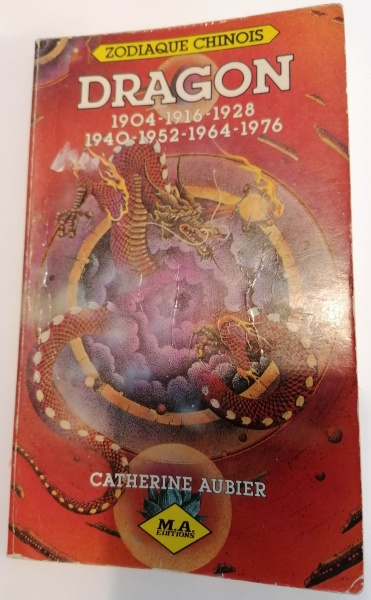 ZODIAQUE CHINOIS
DRAGON
1904-1916-1928
1940-1952-1964-1976
CATHERINE AUBIER
M.A.
EDITIONS